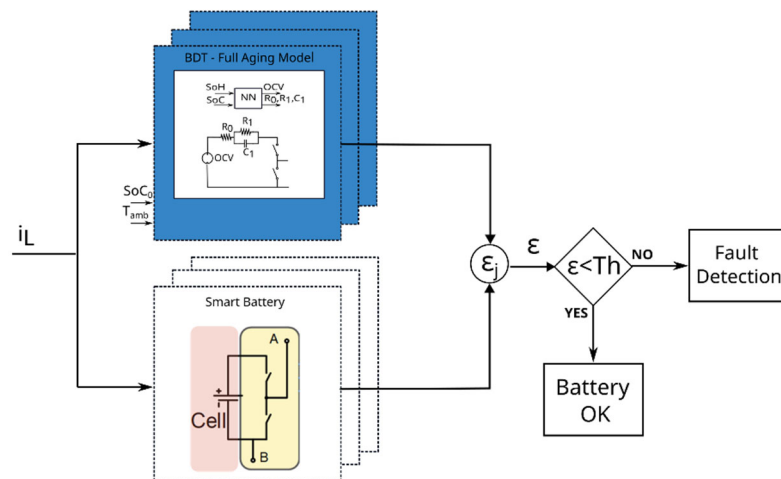 BDT - Full Aging Model
SoH
SoC
NN
OCV
R0,R1,C1
R0
R1
C1
OCV
SoC0
Tamb
iL
Smart Battery
A
+
-
Cell
B
εj
ε
ε<Th
NO
YES
Fault
Detection
Battery
OK